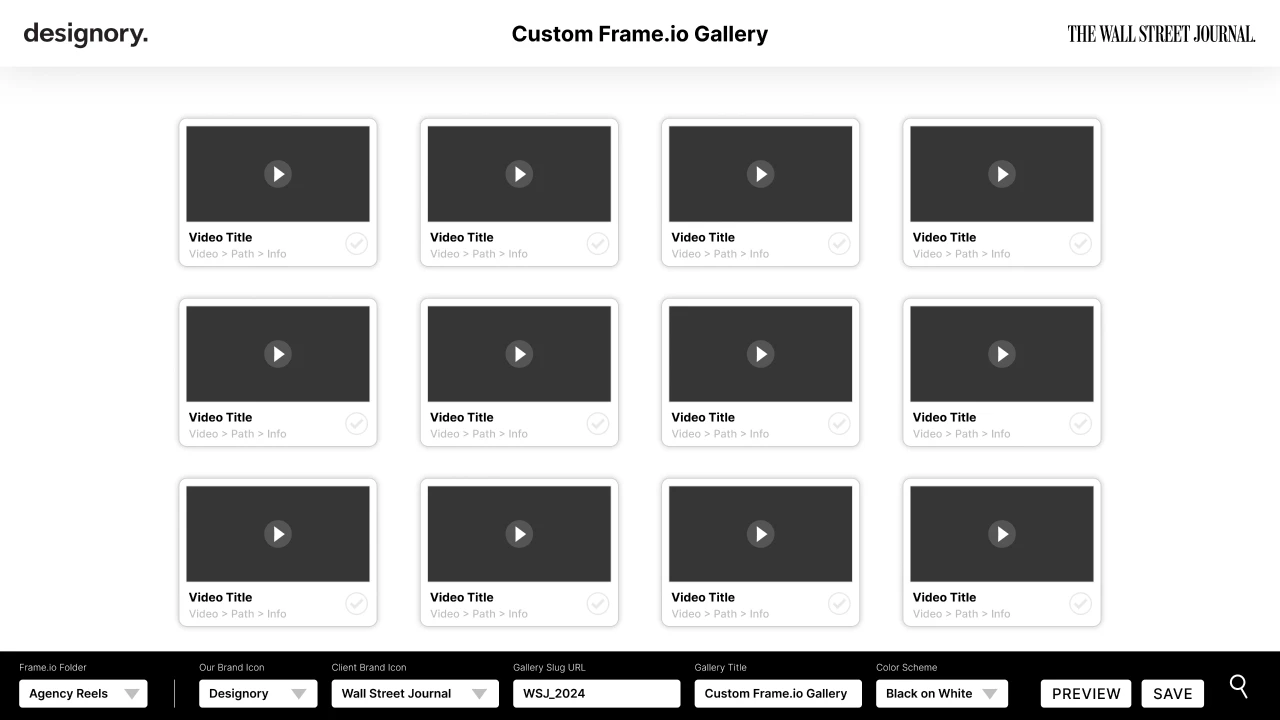 designory.
Custom Frame.io Gallery
THE WALL STREET JOURNAL.
Video Title
Video > Path > Info
Video Title
Video > Path > Info
Video Title
Video > Path > Info
Video Title
Video > Path > Info
Video Title
Video > Path > Info
Video Title
Video > Path > Info
Video Title
Video > Path > Info
Video Title
Video > Path > Info
Video Title
Video > Path > Info
Video Title
Video > Path > Info
Video Title
Video > Path > Info
Video Title
Video > Path > Info
Frame.io Folder
Agency Reels
Our Brand Icon
Designory
Client Brand Icon
Wall Street Journal
Gallery Slug URL
WSJ_2024
Gallery Title
Custom Frame.io Gallery
Color Scheme
Black on White
PREVIEW
SAVE